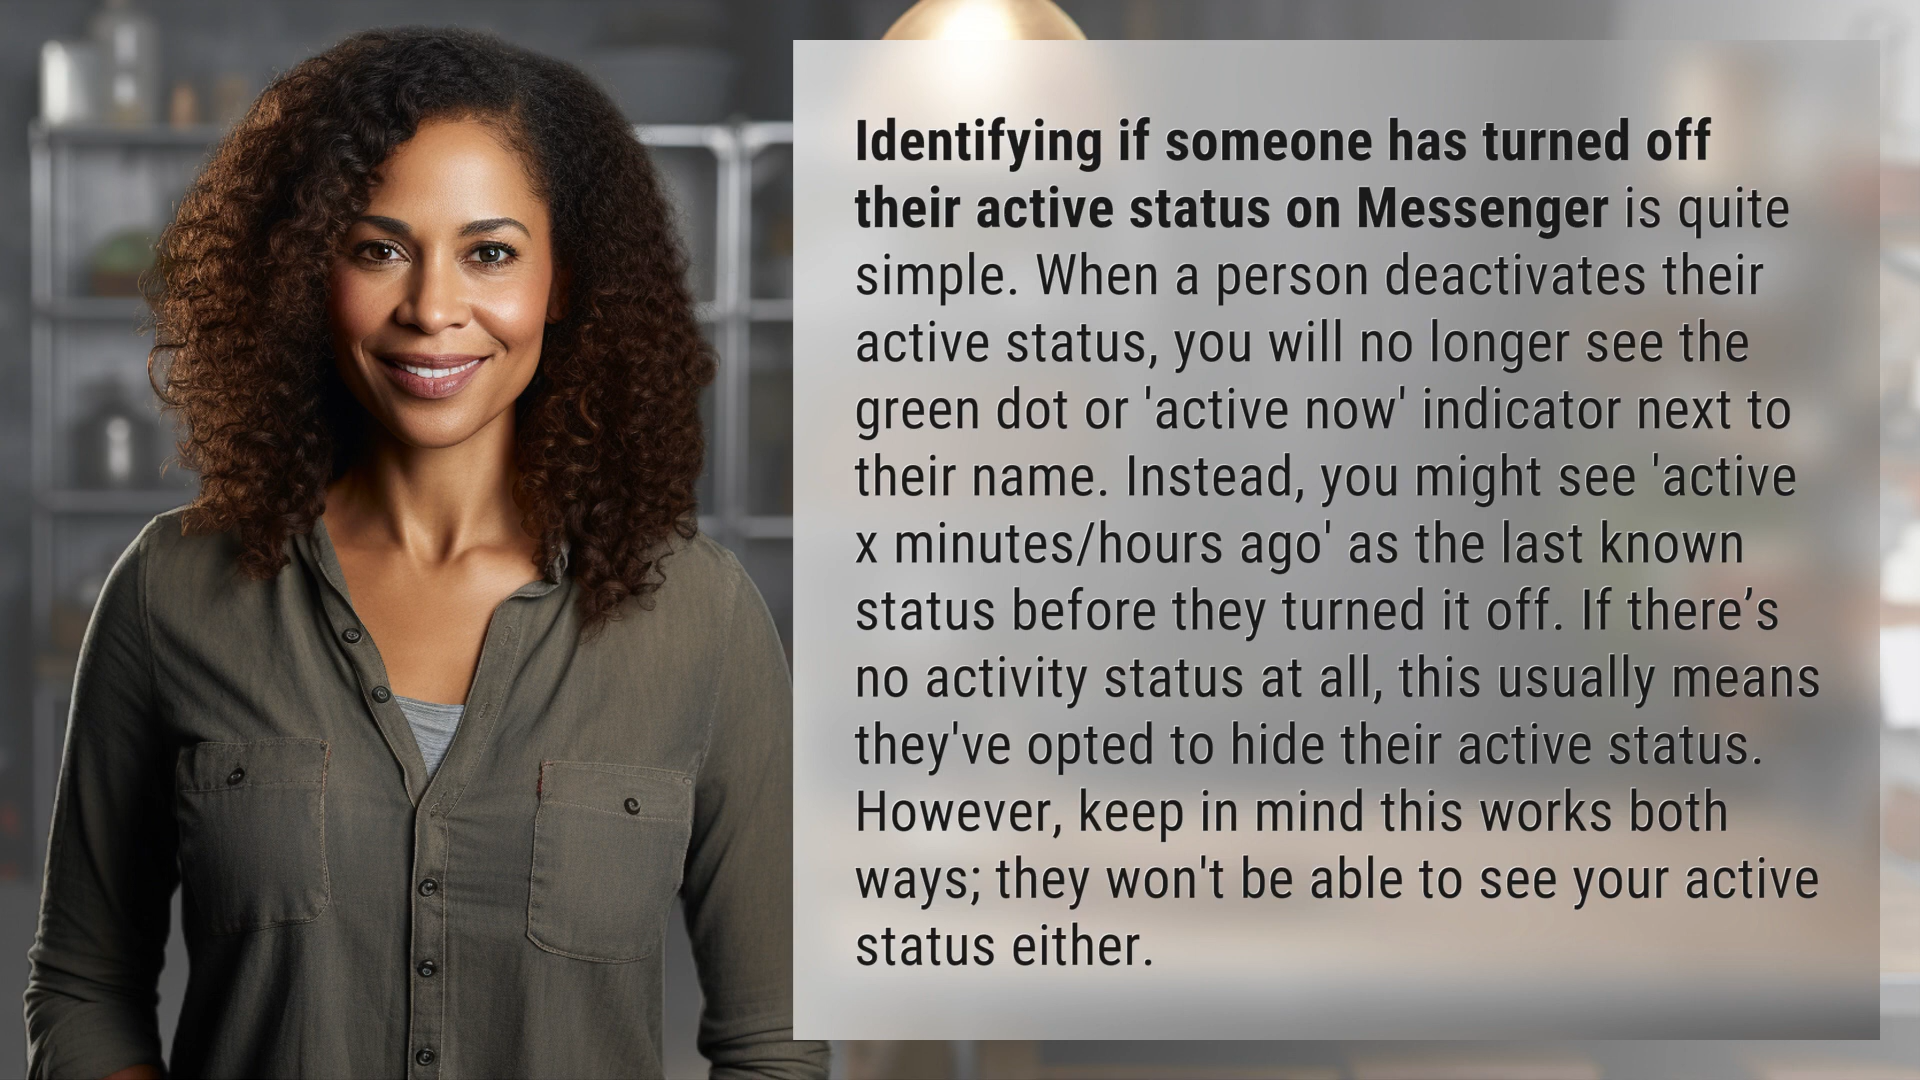 Identifying if someone has turned off
their active status on Messenger is quite
simple. When a person deactivates their
active status, you will no longer see the
green dot or 'active now' indicator next to
their name. Instead, you might see 'active
x minutes/hours ago' as the last known
status before they turned it off. If there’s
no activity status at all, this usually means
they've opted to hide their active status.
However, keep in mind this works both
ways; they won't be able to see your active
status either.